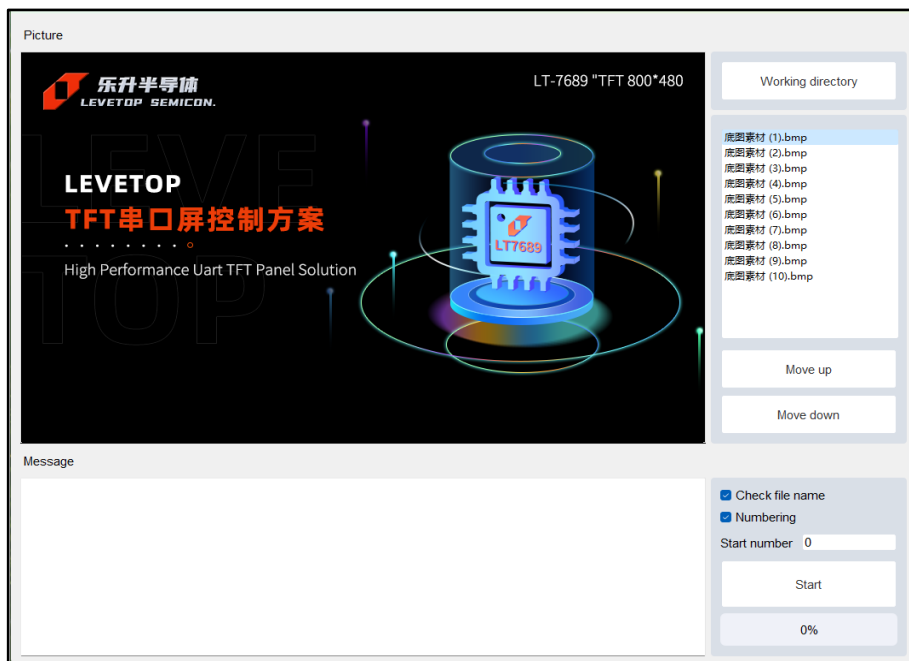 Picture
乐升半导体
LEVETOP SEMICON.
LT-7689 "TFT 800*480
LEVE
TOP
LEVETOP
TFT串口屏控制方案
High Performance Uart TFT Panel Solution
LT7689
Working directory
底图素材 (1).bmp
底图素材 (2).bmp
底图素材 (3).bmp
底图素材 (4).bmp
底图素材 (5).bmp
底图素材 (6).bmp
底图素材 (7).bmp
底图素材 (8).bmp
底图素材 (9).bmp
底图素材 (10).bmp
Move up
Move down
Message
Check file name
Numbering
Start number 0
Start
0%